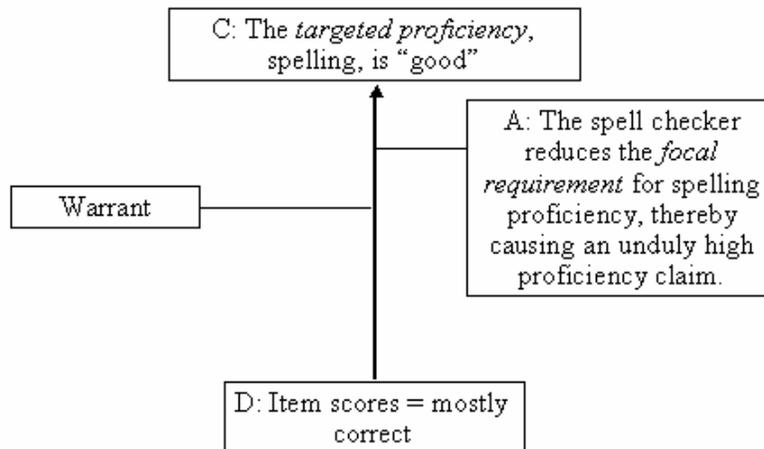 C: The targeted proficiency,
spelling, is “good”
A: The spell checker
reduces the focal
requirement for spelling
proficiency, thereby
causing an unduly high
proficiency claim.
Warrant
D: Item scores = mostly
correct